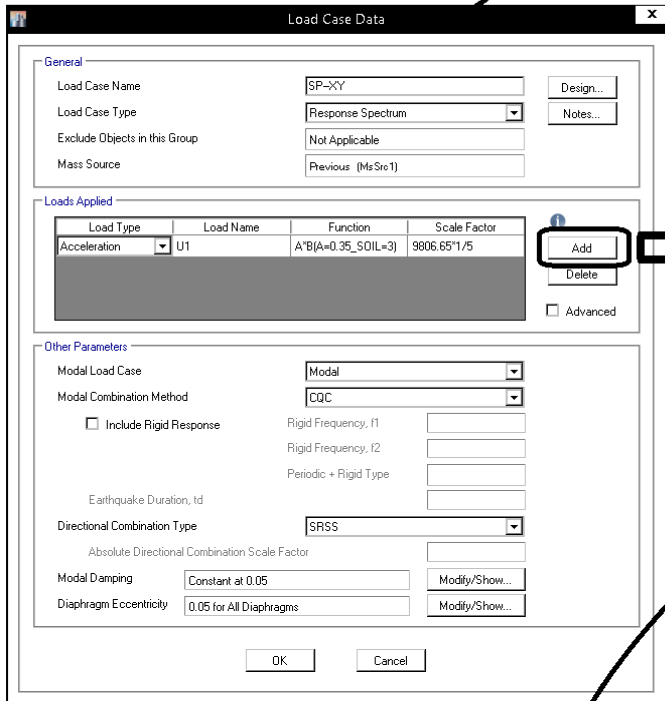 Load Case Data
x
General
Load Case Name
SP-XY
Design...
Load Case Type
Response Spectrum
Notes...
Exclude Objects in this Group
Not Applicable
Mass Source
Previous (MsSrc1)
Loads Applied
Load Type Load Name Function Scale Factor
Acceleration U1 A*B(A=0.35_SOIL=3) 9806.65*1/5
Add
Delete
Advanced
Other Parameters
Modal Load Case
Modal
Modal Combination Method
CQC
Include Rigid Response
Rigid Frequency, f1
Rigid Frequency, f2
Periodic + Rigid Type
Earthquake Duration, td
Directional Combination Type
SRSS
Absolute Directional Combination Scale Factor
Modal Damping
Constant at 0.05
Modify/Show...
Diaphragm Eccentricity
0.05 for All Diaphragms
Modify/Show...
OK
Cancel